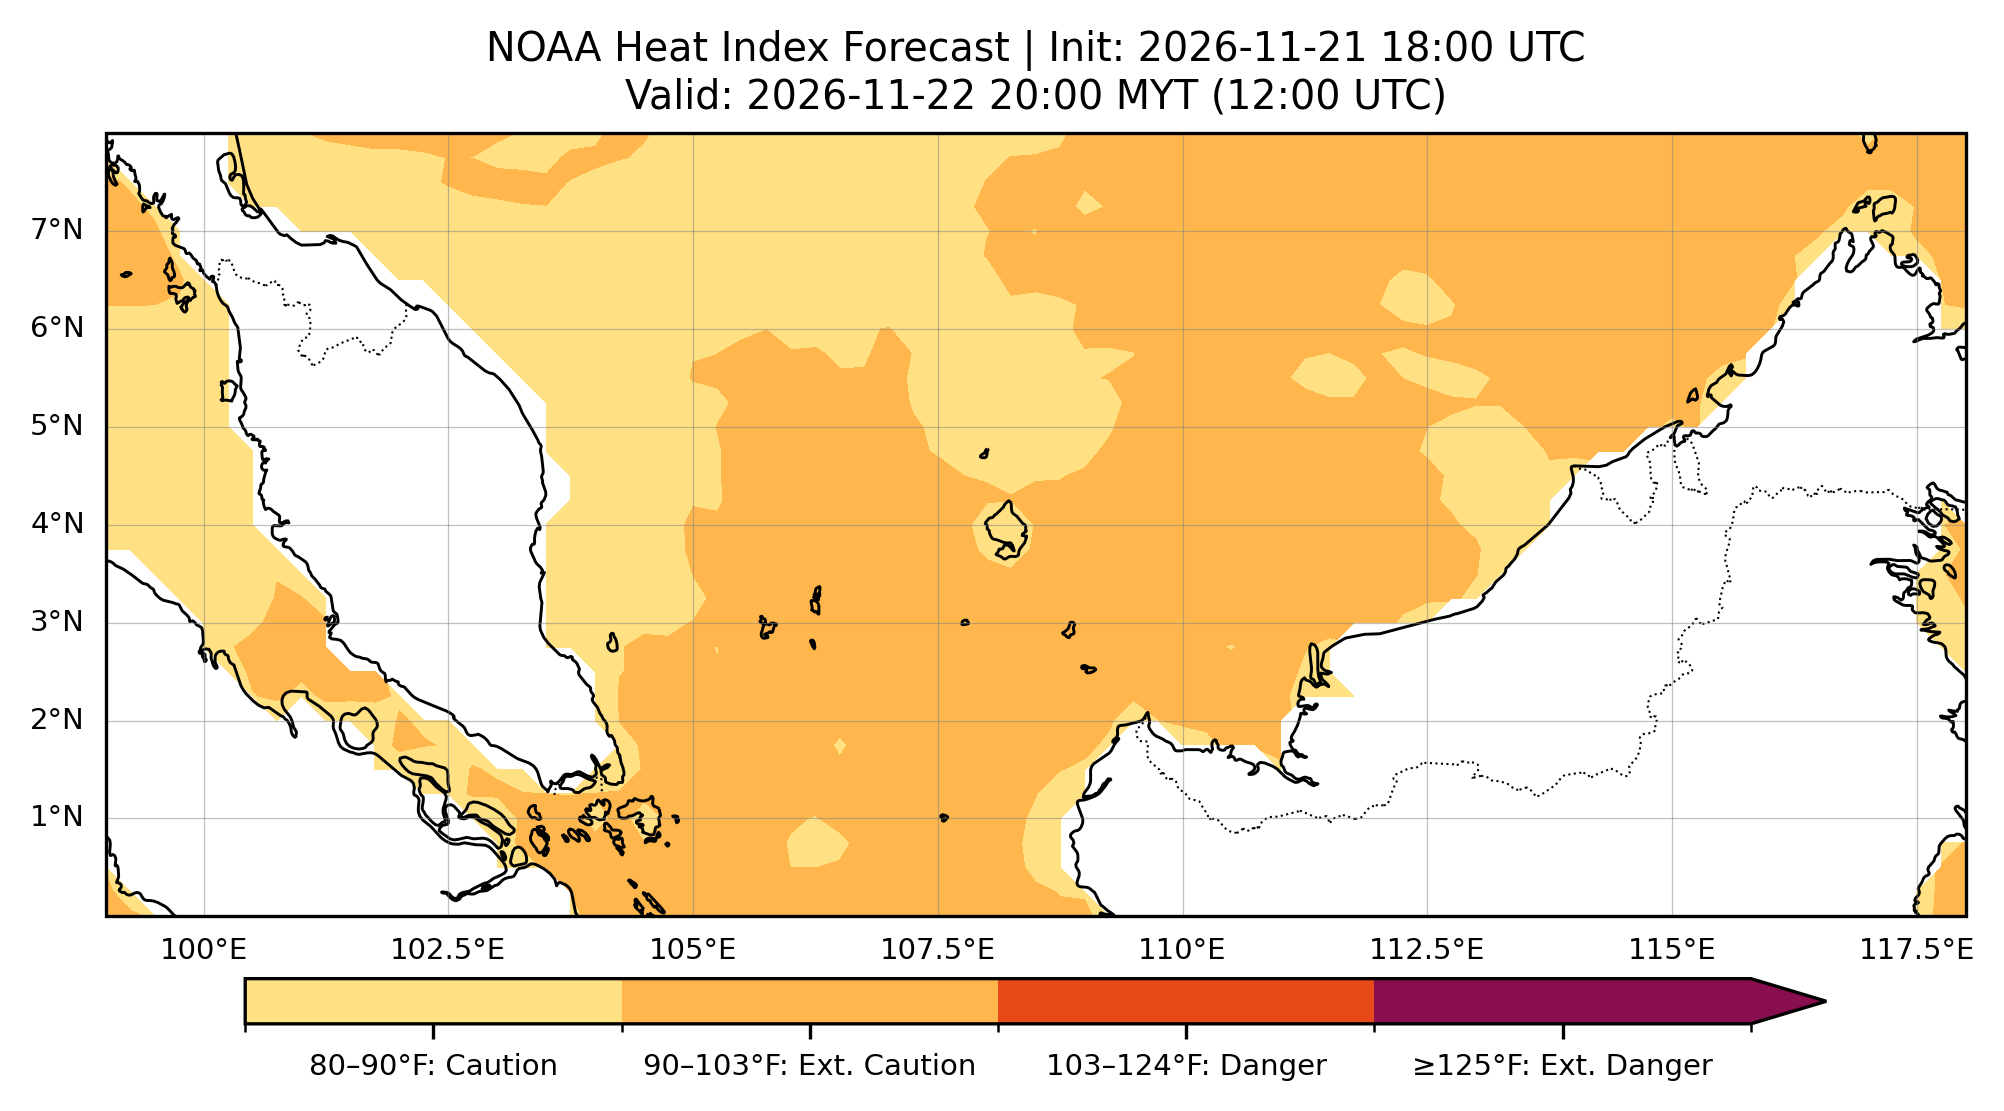 NOAA Heat Index Forecast | Init: 2026-11-21 18:00 UTC
Valid: 2026-11-22 20:00 MYT (12:00 UTC)
7°N
6°N
5°N
4°N
3°N
2°N
1°N
100°E
102.5°E
105°E
107.5°E
110°E
112.5°E
115°E
117.5°E
80–90°F: Caution
90–103°F: Ext. Caution
103–124°F: Danger
≥125°F: Ext. Danger